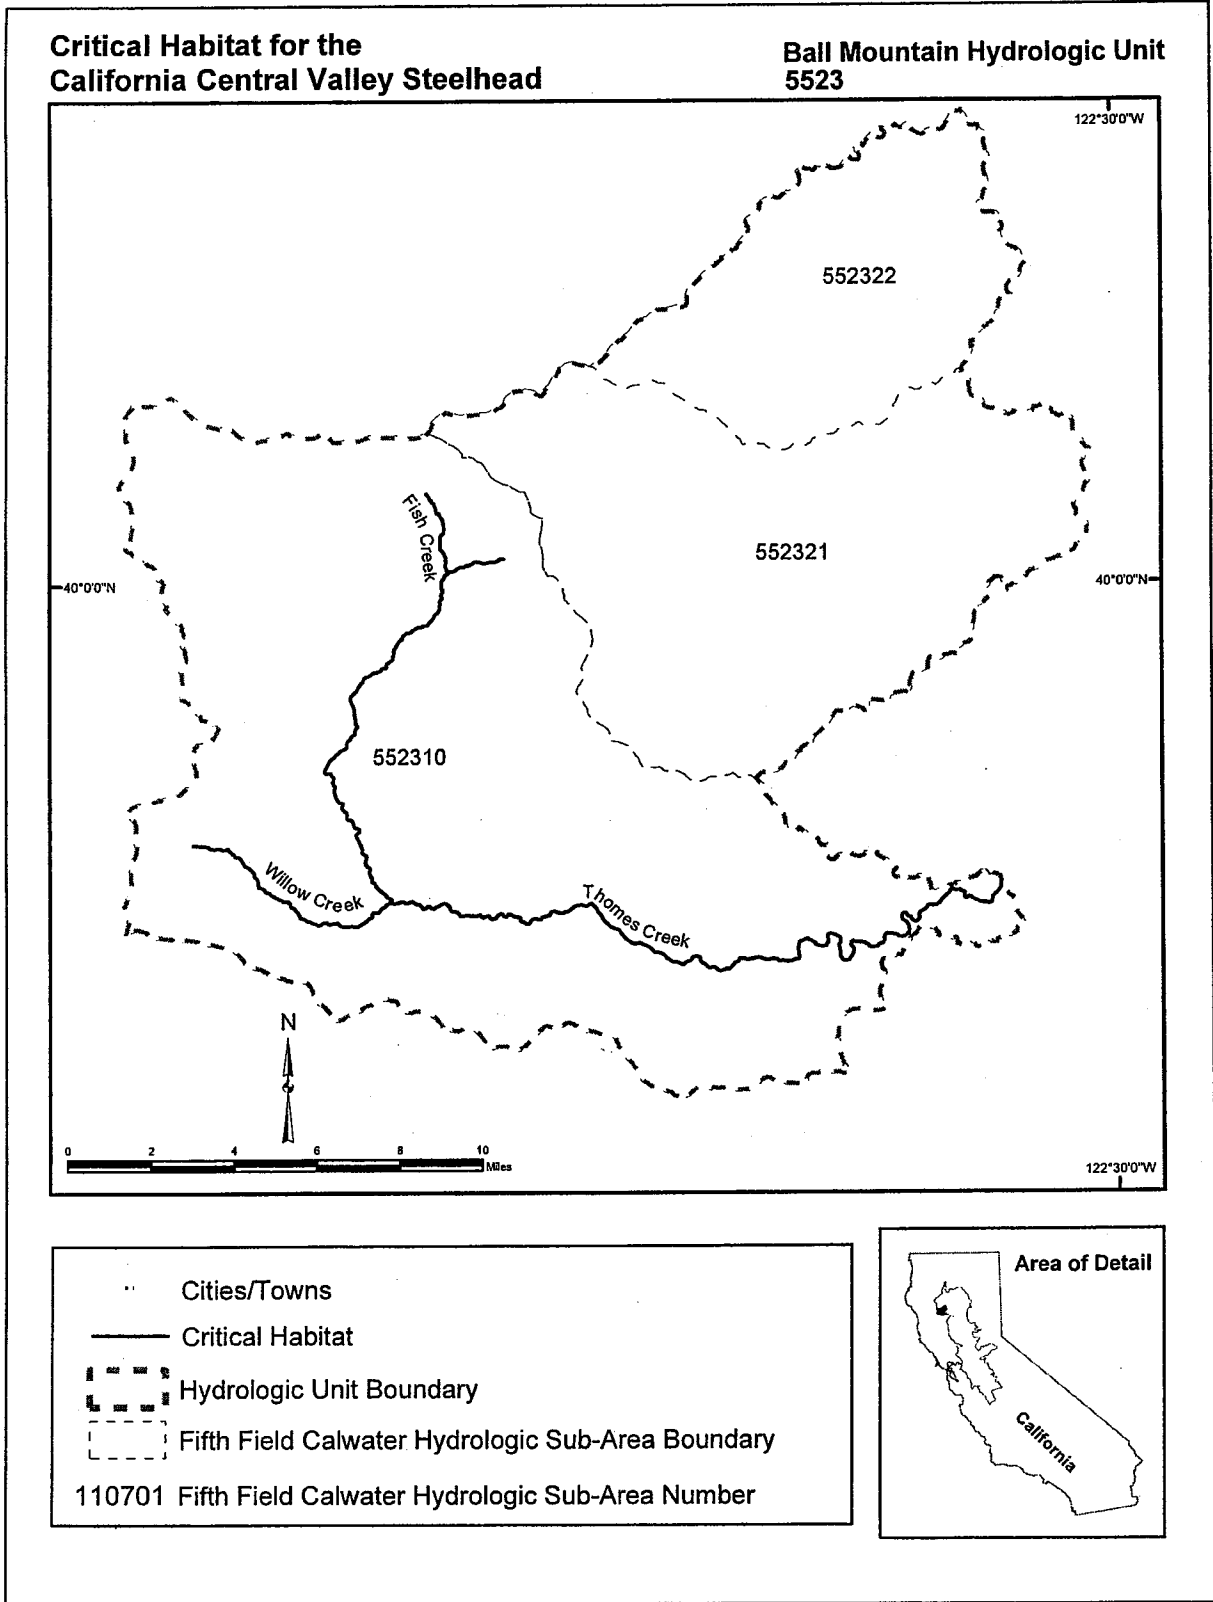 Critical Habitat for the
California Central Valley Steelhead
Ball Mountain Hydrologic Unit
5523
122°30'0"W
552322
Fish Creek
552321
40°0'0"N
40°0'0"N
552310
Willow Creek
Thomes Creek
N
0 2 4 6 8 10
Miles
122°30'0"W
Cities/Towns
Critical Habitat
Hydrologic Unit Boundary
Fifth Field Calwater Hydrologic Sub-Area Boundary
110701 Fifth Field Calwater Hydrologic Sub-Area Number
Area of Detail
California